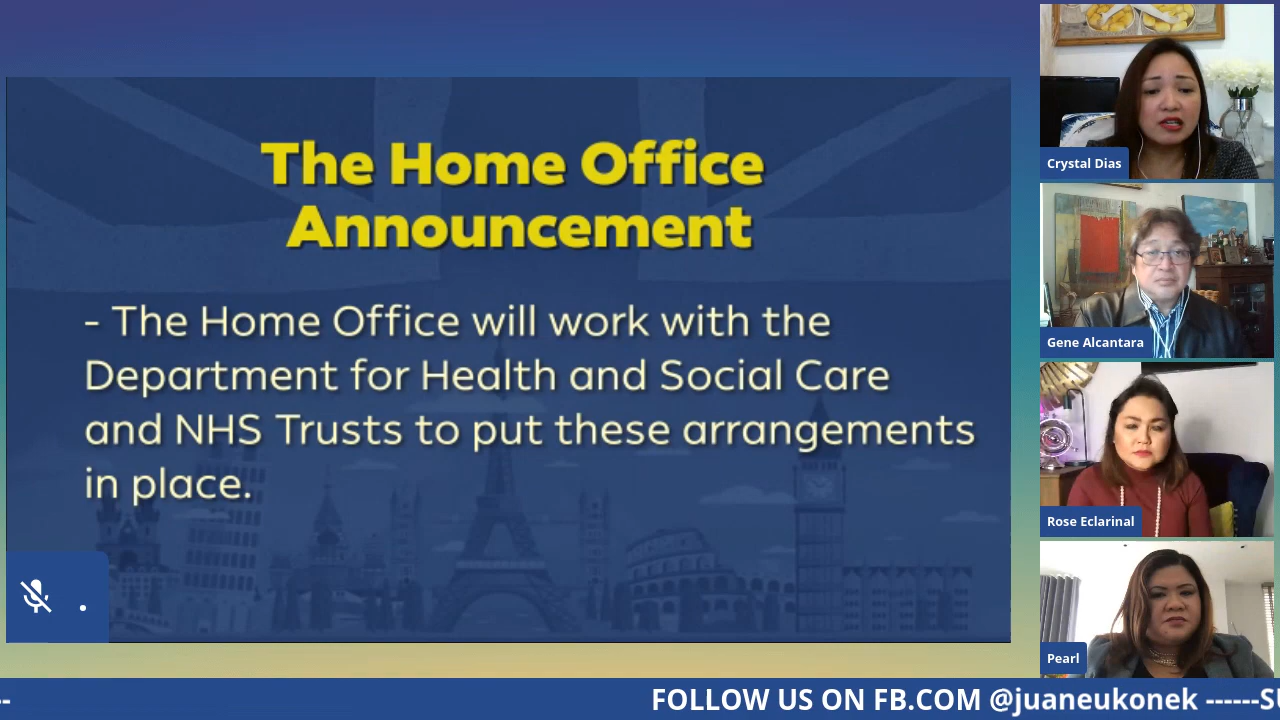 The Home Office
Announcement
- The Home Office will work with the
Department for Health and Social Care
and NHS Trusts to put these arrangements
in place.
Crystal Dias
Gene Alcantara
Rose Eclarinal
Pearl
-- FOLLOW US ON FB.COM @juaneukonek ------Su